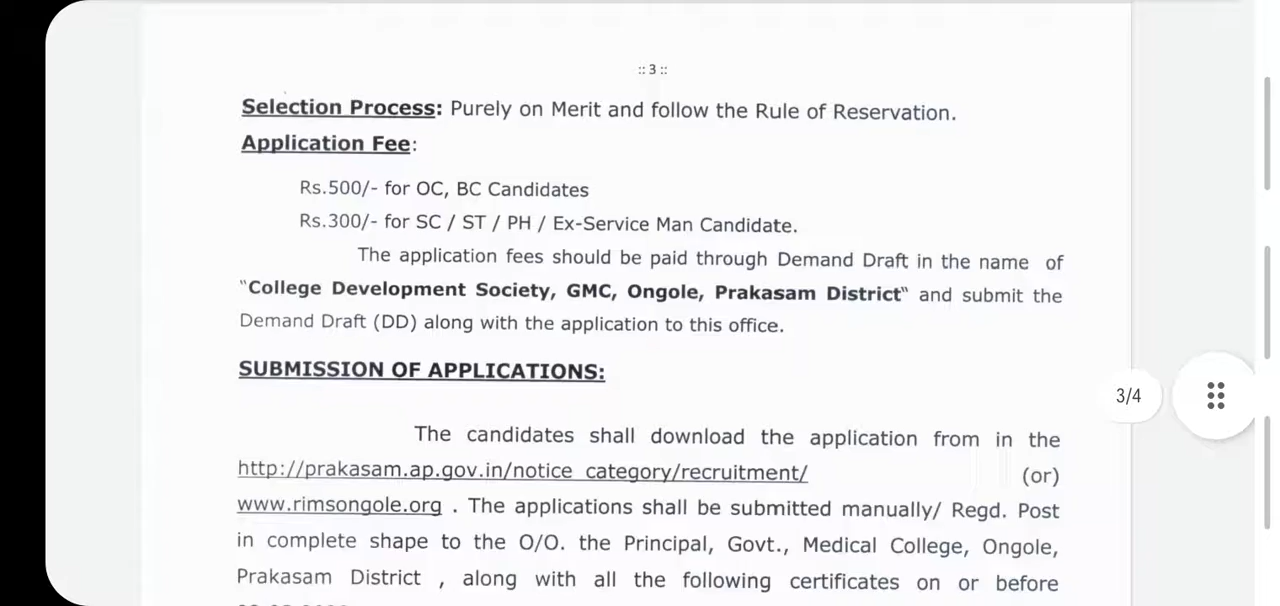 :: 3 ::
Selection Process: Purely on Merit and follow the Rule of Reservation.
Application Fee:
Rs.500/- for OC, BC Candidates
Rs.300/- for SC / ST / PH / Ex-Service Man Candidate.
The application fees should be paid through Demand Draft in the name of
"College Development Society, GMC, Ongole, Prakasam District" and submit the
Demand Draft (DD) along with the application to this office.
SUBMISSION OF APPLICATIONS:
3/4
The candidates shall download the application from in the
http://prakasam.ap.gov.in/notice_category/recruitment/ (or)
www.rimsongole.org . The applications shall be submitted manually/ Regd. Post
in complete shape to the O/O. the Principal, Govt., Medical College, Ongole,
Prakasam District , along with all the following certificates on or before